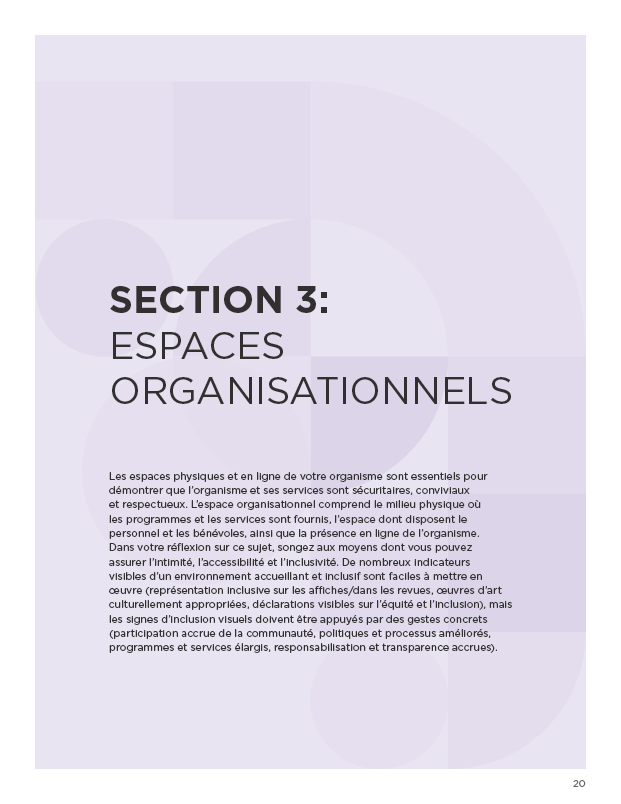 SECTION 3:
ESPACES
ORGANISATIONNELS
Les espaces physiques et en ligne de votre organisme sont essentiels pour
démontrer que l’organisme et ses services sont sécuritaires, conviviaux
et respectueux. L’espace organisationnel comprend le milieu physique où
les programmes et les services sont fournis, l’espace dont disposent le
personnel et les bénévoles, ainsi que la présence en ligne de l’organisme.
Dans votre réflexion sur ce sujet, songez aux moyens dont vous pouvez
assurer l’intimité, l’accessibilité et l’inclusivité. De nombreux indicateurs
visibles d’un environnement accueillant et inclusif sont faciles à mettre en
œuvre (représentation inclusive sur les affiches/dans les revues, œuvres d’art
culturellement appropriées, déclarations visibles sur l’équité et l’inclusion), mais
les signes d’inclusion visuels doivent être appuyés par des gestes concrets
(participation accrue de la communauté, politiques et processus améliorés,
programmes et services élargis, responsabilisation et transparence accrues).
20